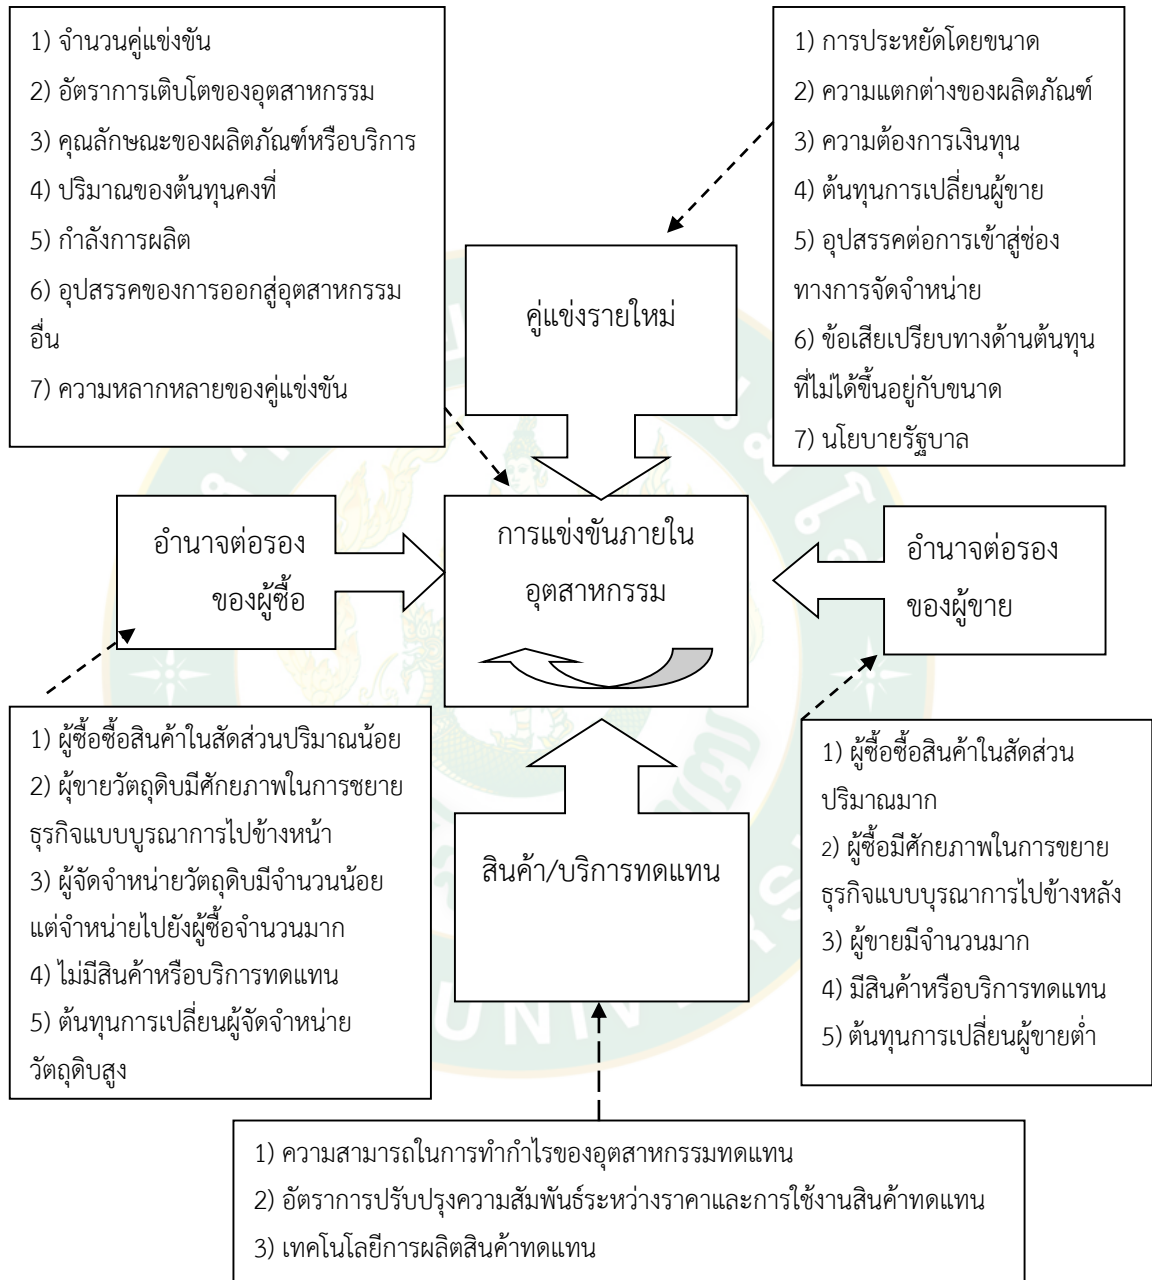 1) จำนวนคู่แข่งขัน
2) อัตราการเติบโตของอุตสาหกรรม
3) คุณลักษณะของผลิตภัณฑ์หรือบริการ
4) ปริมาณของต้นทุนคงที่
5) กำลังการผลิต
6) อุปสรรคของการออกสู่อุตสาหกรรม
อื่น
7) ความหลากหลายของคู่แข่งขัน
1) การประหยัดโดยขนาด
2) ความแตกต่างของผลิตภัณฑ์
3) ความต้องการเงินทุน
4) ต้นทุนการเปลี่ยนผู้ขาย
5) อุปสรรคต่อการเข้าสู่ช่อง
ทางการจัดจำหน่าย
6) ข้อเสียเปรียบทางด้านต้นทุน
ที่ไม่ได้ขึ้นอยู่กับขนาด
7) นโยบายรัฐบาล
คู่แข่งรายใหม่
อำนาจต่อรอง
ของผู้ซื้อ
การแข่งขันภายใน
อุตสาหกรรม
อำนาจต่อรอง
ของผู้ขาย
1) ผู้ซื้อซื้อสินค้าในสัดส่วนปริมาณน้อย
2) ผุ้ขายวัตถุดิบมีศักยภาพในการชยาย
ธุรกิจแบบบูรณาการไปข้างหน้า
3) ผู้จัดจำหน่ายวัตถุดิบมีจำนวนน้อย
แต่จำหน่ายไปยังผู้ซื้อจำนวนมาก
4) ไม่มีสินค้าหรือบริการทดแทน
5) ต้นทุนการเปลี่ยนผู้จัดจำหน่าย
วัตถุดิบสูง
สินค้า/บริการทดแทน
1) ผู้ซื้อซื้อสินค้าในสัดส่วน
ปริมาณมาก
2) ผู้ซื้อมีศักยภาพในการขยาย
ธุรกิจแบบบุรณาการไปข้างหลัง
3) ผู้ขายมีจำนวนมาก
4) มีสินค้าหรือบริการทดแทน
5) ต้นทุนการเปลี่ยนผู้ขายต่ำ
1) ความสามารถในการทำกำไรของอุตสาหกรรมทดแทน
2) อัตราการปรับปรุงความสัมพันธ์ระหว่างราคาและการใช้งานสินค้าทดแทน
3) เทคโนโลยีการผลิตสินค้าทดแทน